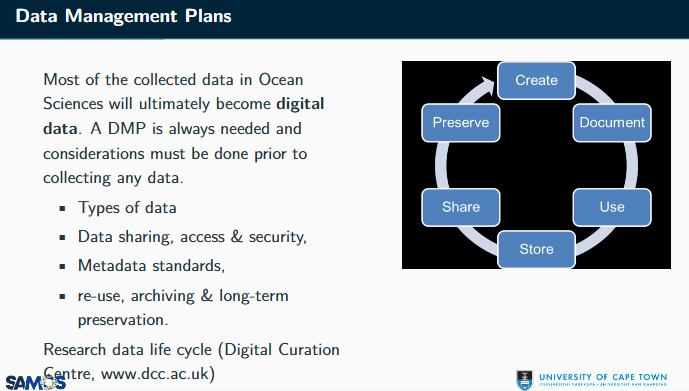 Data Management Plans
Most of the collected data in Ocean
Sciences will ultimately become digital
data. A DMP is always needed and
considerations must be done prior to
collecting any data.
▪ Types of data
▪ Data sharing, access & security,
▪ Metadata standards,
▪ re-use, archiving & long-term
preservation.
Research data life cycle (Digital Curation
Centre, www.dcc.ac.uk)
Create
Document
Use
Store
Share
Preserve
SAMOS
UNIVERSITY OF CAPE TOWN